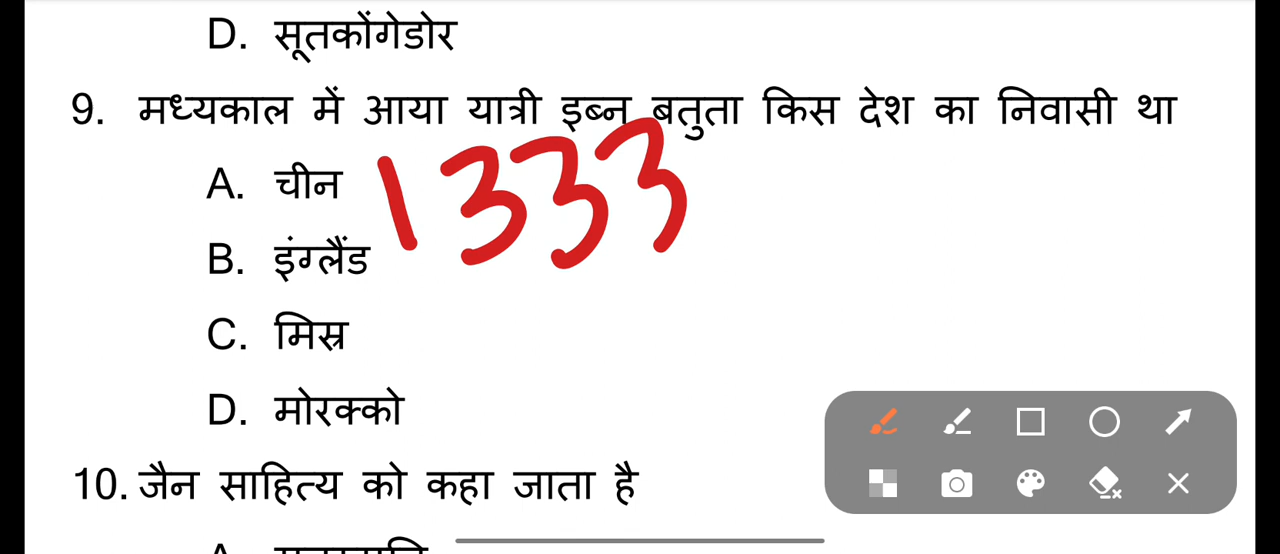 D. सूतकोंगेडोर
9. मध्यकाल में आया यात्री इब्न बतुता किस देश का निवासी था
A. चीन
1333
B. इंग्लैंड
C. मिस्र
D. मोरक्को
10. जैन साहित्य को कहा जाता है
A.